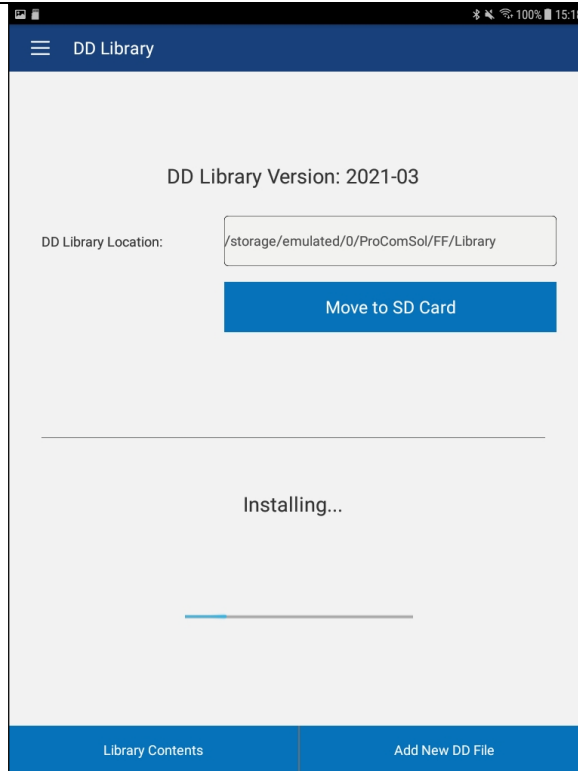 100% 15:18
DD Library
DD Library Version: 2021-03
DD Library Location:
/storage/emulated/0/ProComSol/FF/Library
Move to SD Card
Installing...
Library Contents
Add New DD File